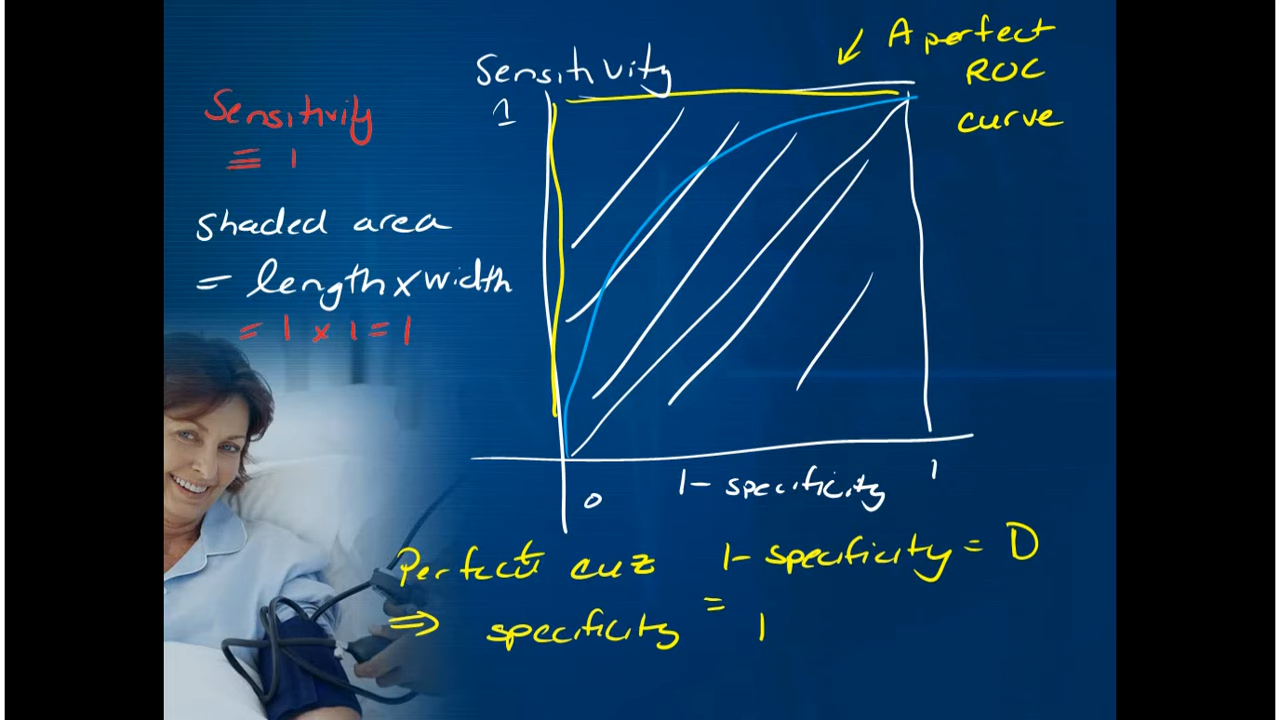 Sensitivity
≡ 1
shaded area
= length x width
= 1 x 1 = 1
Sensitivity
1
A perfect
ROC
curve
0
1- specificity
1
Perfect cuz 1- specificity = 0
⇒ specificity = 1